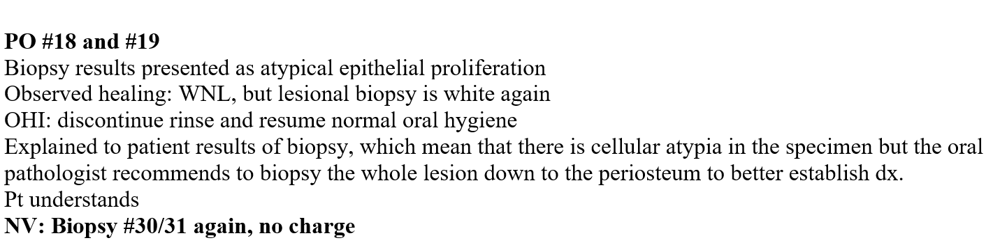 PO #18 and #19
Biopsy results presented as atypical epithelial proliferation
Observed healing: WNL, but lesional biopsy is white again
OHI: discontinue rinse and resume normal oral hygiene
Explained to patient results of biopsy, which mean that there is cellular atypia in the specimen but the oral
pathologist recommends to biopsy the whole lesion down to the periosteum to better establish dx.
Pt understands
NV: Biopsy #30/31 again, no charge